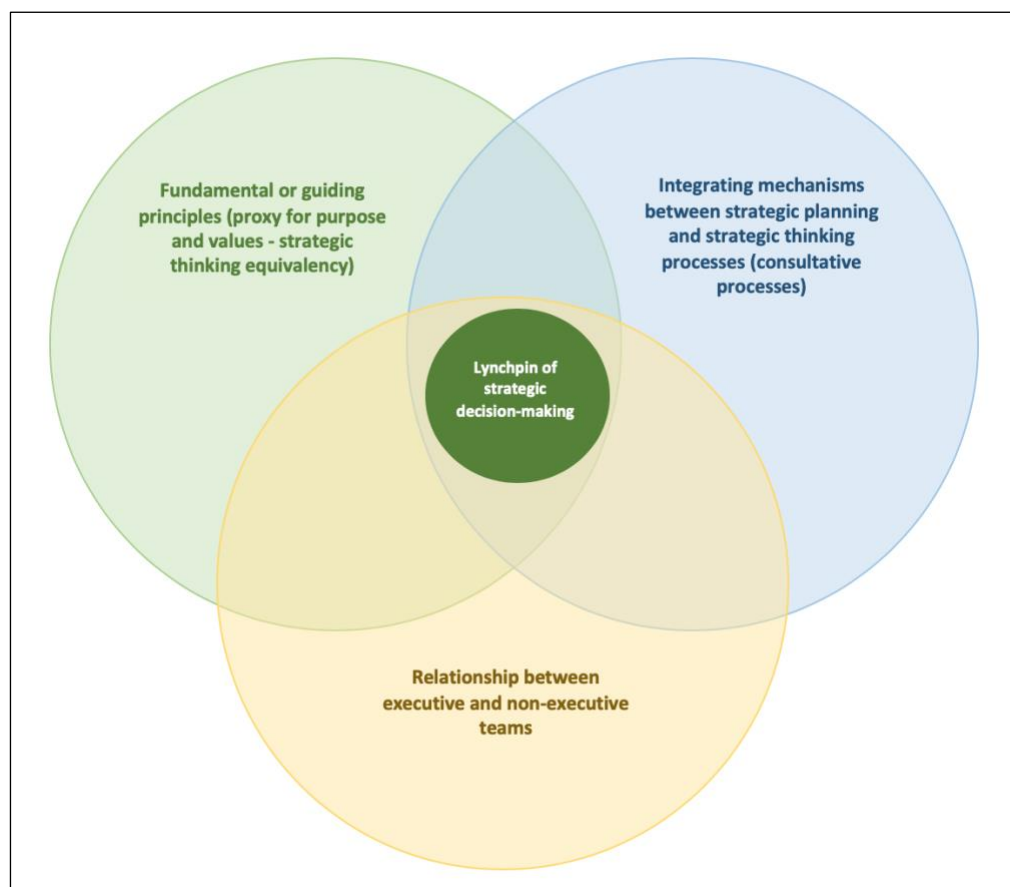 Fundamental or guiding
principles (proxy for purpose
and values - strategic
thinking equivalency)
Integrating mechanisms
between strategic planning
and strategic thinking
processes (consultative
processes)
Lynchpin of
strategic
decision-making
Relationship between
executive and non-executive
teams